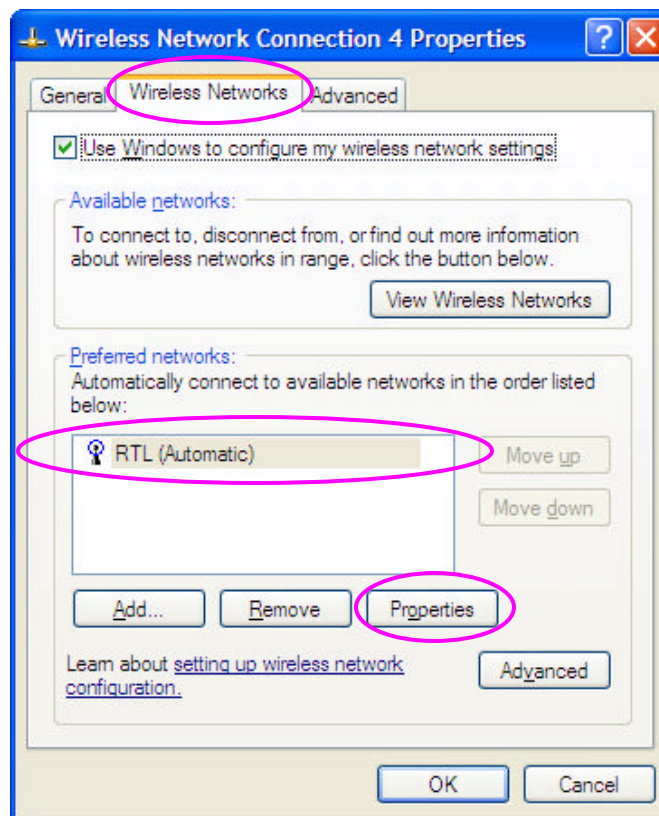 Wireless Network Connection 4 Properties
General Wireless Networks Advanced
Use Windows to configure my wireless network settings
Available networks:
To connect to, disconnect from, or find out more information
about wireless networks in range, click the button below.
View Wireless Networks
Preferred networks:
Automatically connect to available networks in the order listed
below:
RTL (Automatic)
Move up
Move down
Add... Remove Properties
Learn about setting up wireless network
configuration.
Advanced
OK Cancel